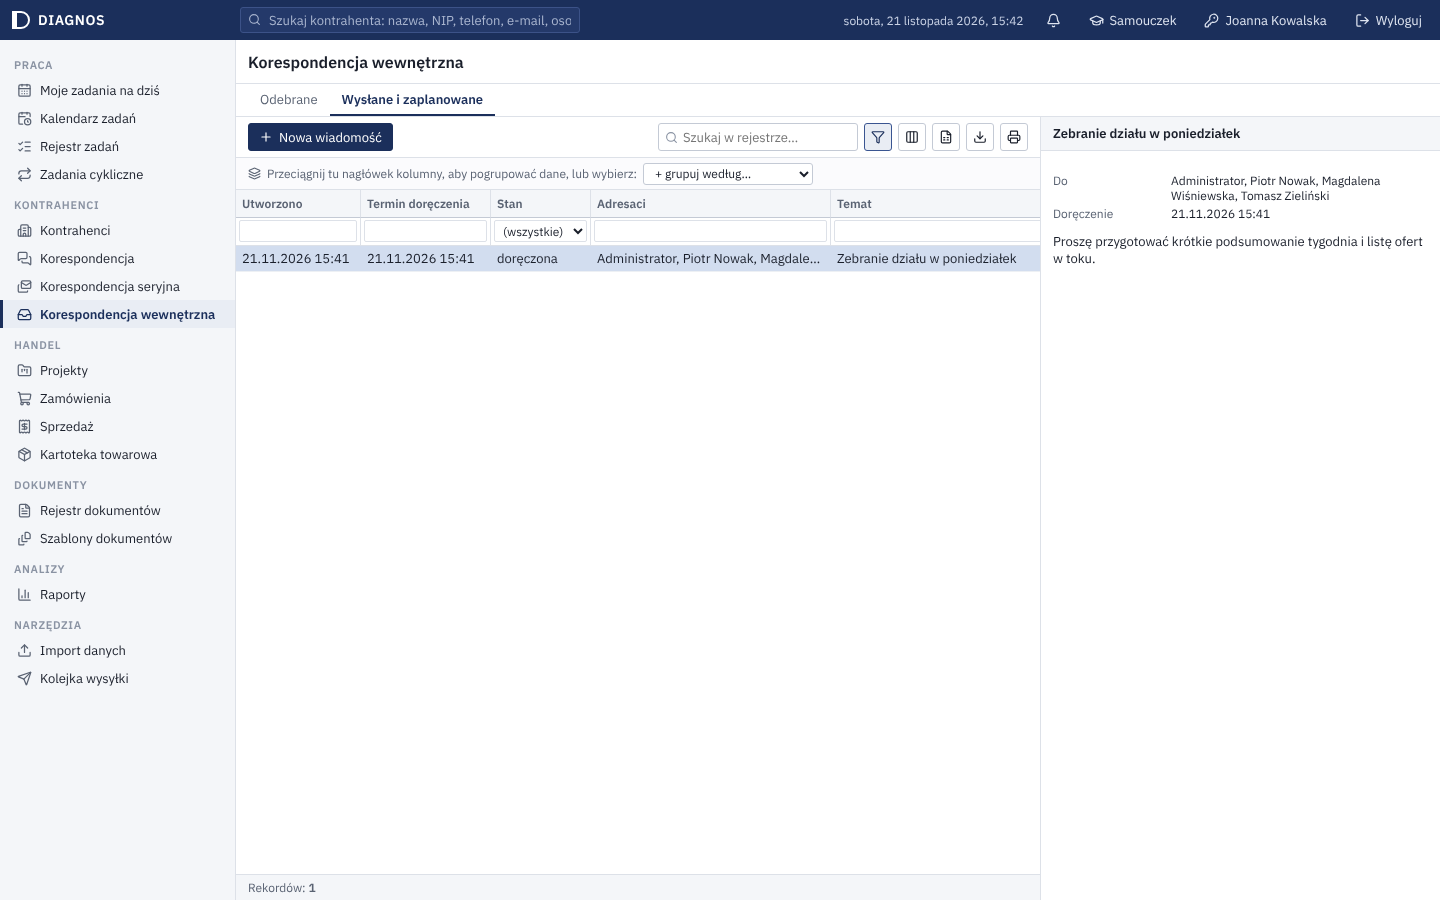 DIAGNOS
Szukaj kontrahenta: nazwa, NIP, telefon, e-mail, oso
sobota, 21 listopada 2026, 15:42
Samouczek
Joanna Kowalska
Wyloguj
PRACA
Moje zadania na dziś
Kalendarz zadań
Rejestr zadań
Zadania cykliczne
KONTRAHENCI
Kontrahenci
Korespondencja
Korespondencja seryjna
Korespondencja wewnętrzna
HANDEL
Projekty
Zamówienia
Sprzedaż
Kartoteka towarowa
DOKUMENTY
Rejestr dokumentów
Szablony dokumentów
ANALIZY
Raporty
NARZĘDZIA
Import danych
Kolejka wysyłki
Korespondencja wewnętrzna
Odebrane
Wysłane i zaplanowane
Nowa wiadomość
Szukaj w rejestrze...
Przeciągnij tu nagłówek kolumny, aby pogrupować dane, lub wybierz:
+ grupuj według...
Utworzono
Termin doręczenia
Stan
Adresaci
Temat
(wszystkie)
21.11.2026 15:41
21.11.2026 15:41
doręczona
Administrator, Piotr Nowak, Magdale...
Zebranie działu w poniedziałek
Rekordów: 1
Zebranie działu w poniedziałek
Do
Administrator, Piotr Nowak, Magdalena
Wiśniewska, Tomasz Zieliński
Doręczenie
21.11.2026 15:41
Proszę przygotować krótkie podsumowanie tygodnia i listę ofert
w toku.